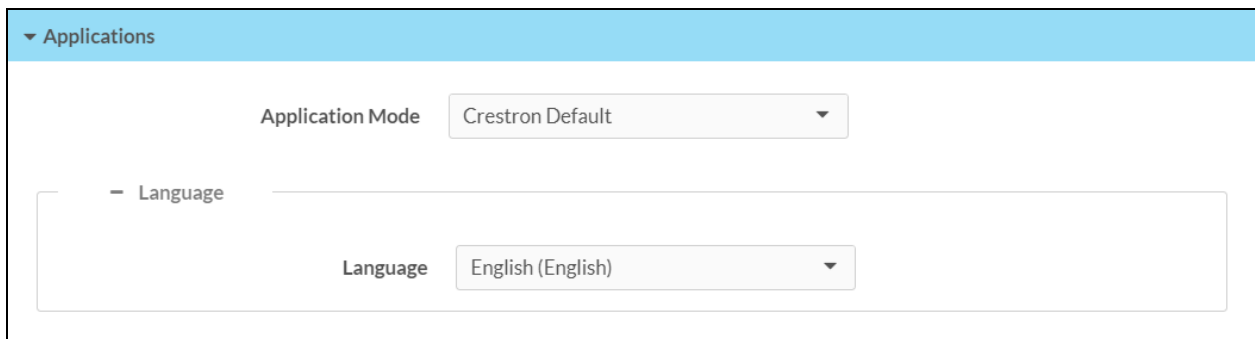 Applications
Application Mode Crestron Default
Language
Language English (English)